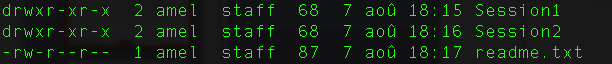 drwxr-xr-x  2 amel  staff  68  7 aoû 18:15 Session1
drwxr-xr-x  2 amel  staff  68  7 aoû 18:16 Session2
-rw-r--r--  1 amel  staff  87  7 aoû 18:17 readme.txt